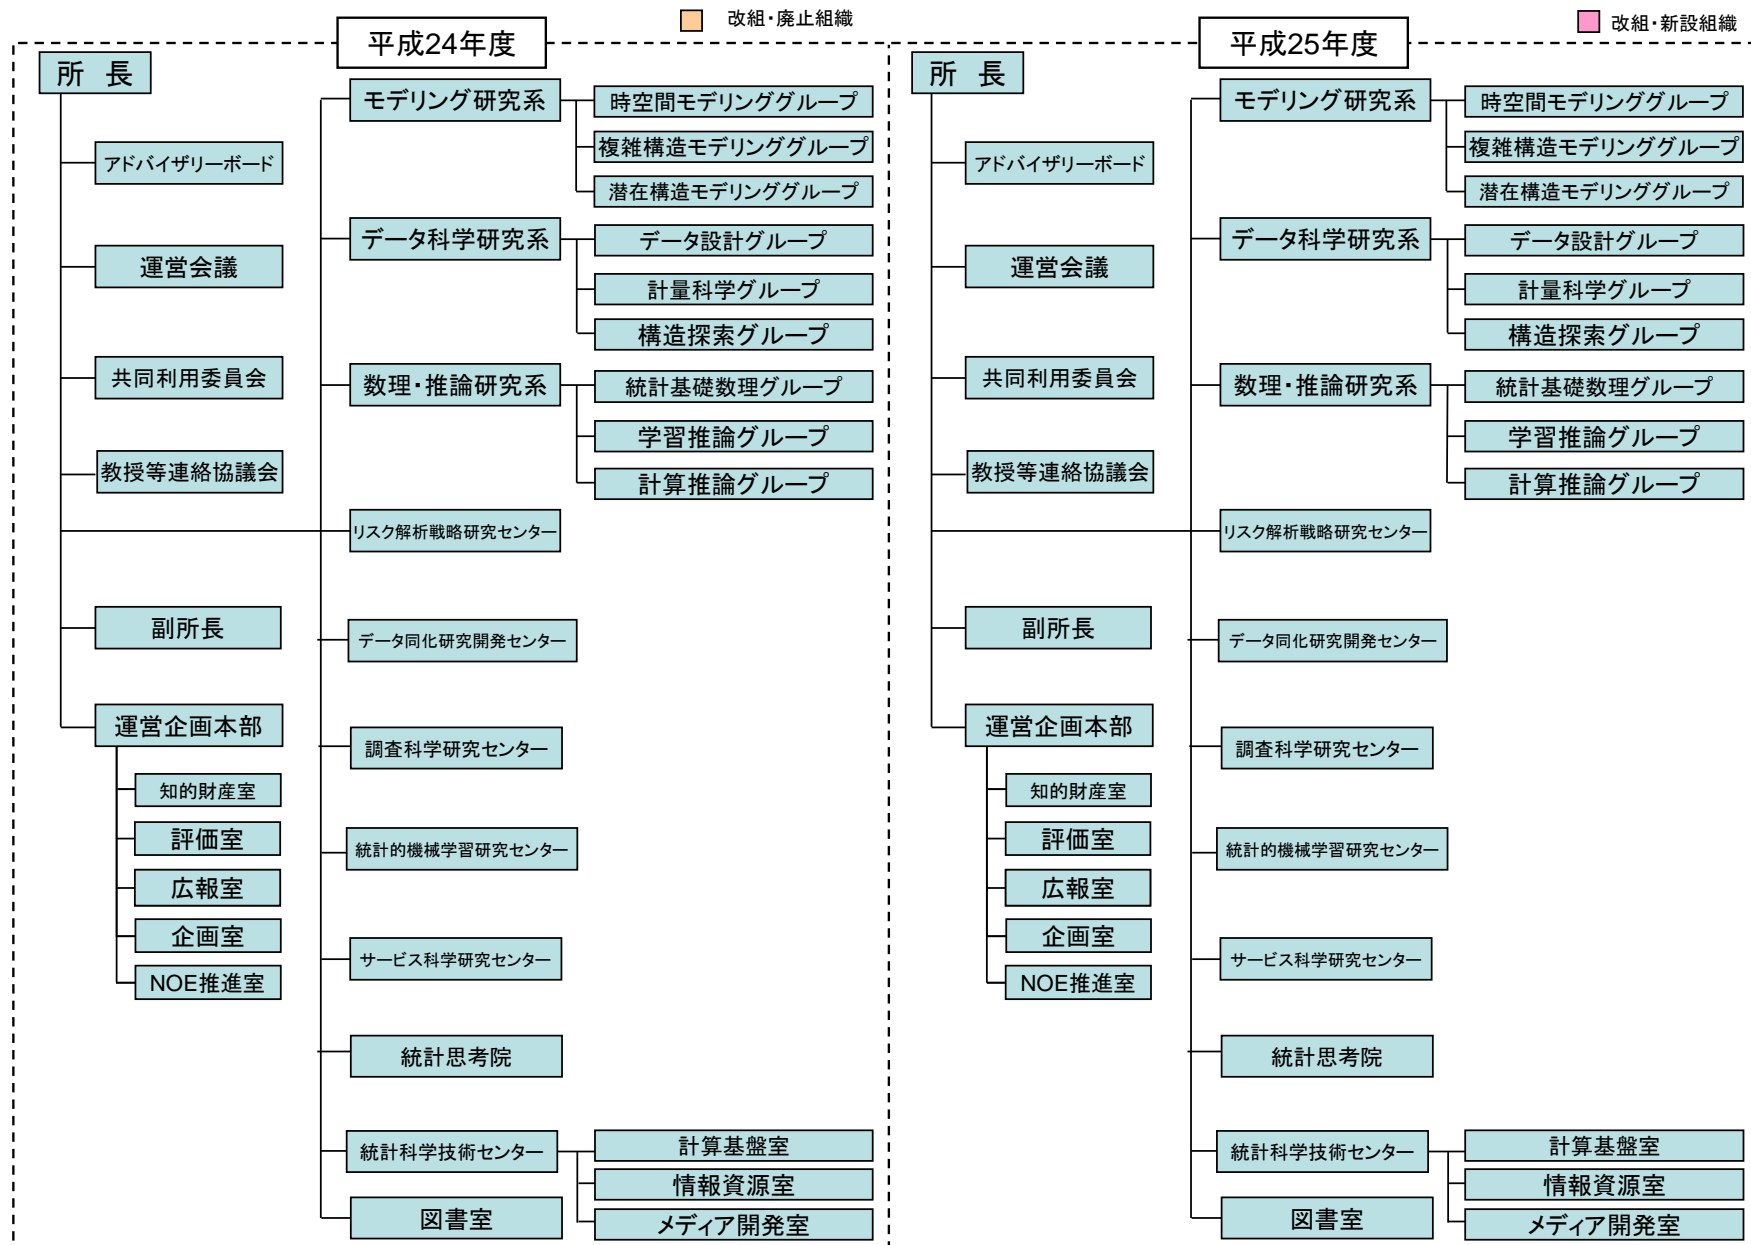 改組・廃止組織
改組・新設組織
平成24年度
所 長
アドバイザリーボード
運営会議
共同利用委員会
教授等連絡協議会
副所長
運営企画本部
知的財産室
評価室
広報室
企画室
NOE推進室
モデリング研究系
時空間モデリンググループ
複雑構造モデリンググループ
潜在構造モデリンググループ
データ科学研究系
データ設計グループ
計量科学グループ
構造探索グループ
数理・推論研究系
統計基礎数理グループ
学習推論グループ
計算推論グループ
リスク解析戦略研究センター
データ同化研究開発センター
調査科学研究センター
統計的機械学習研究センター
サービス科学研究センター
統計思考院
統計科学技術センター
計算基盤室
情報資源室
メディア開発室
図書室
平成25年度
所 長
アドバイザリーボード
運営会議
共同利用委員会
教授等連絡協議会
副所長
運営企画本部
知的財産室
評価室
広報室
企画室
NOE推進室
モデリング研究系
時空間モデリンググループ
複雑構造モデリンググループ
潜在構造モデリンググループ
データ科学研究系
データ設計グループ
計量科学グループ
構造探索グループ
数理・推論研究系
統計基礎数理グループ
学習推論グループ
計算推論グループ
リスク解析戦略研究センター
データ同化研究開発センター
調査科学研究センター
統計的機械学習研究センター
サービス科学研究センター
統計思考院
統計科学技術センター
計算基盤室
情報資源室
メディア開発室
図書室